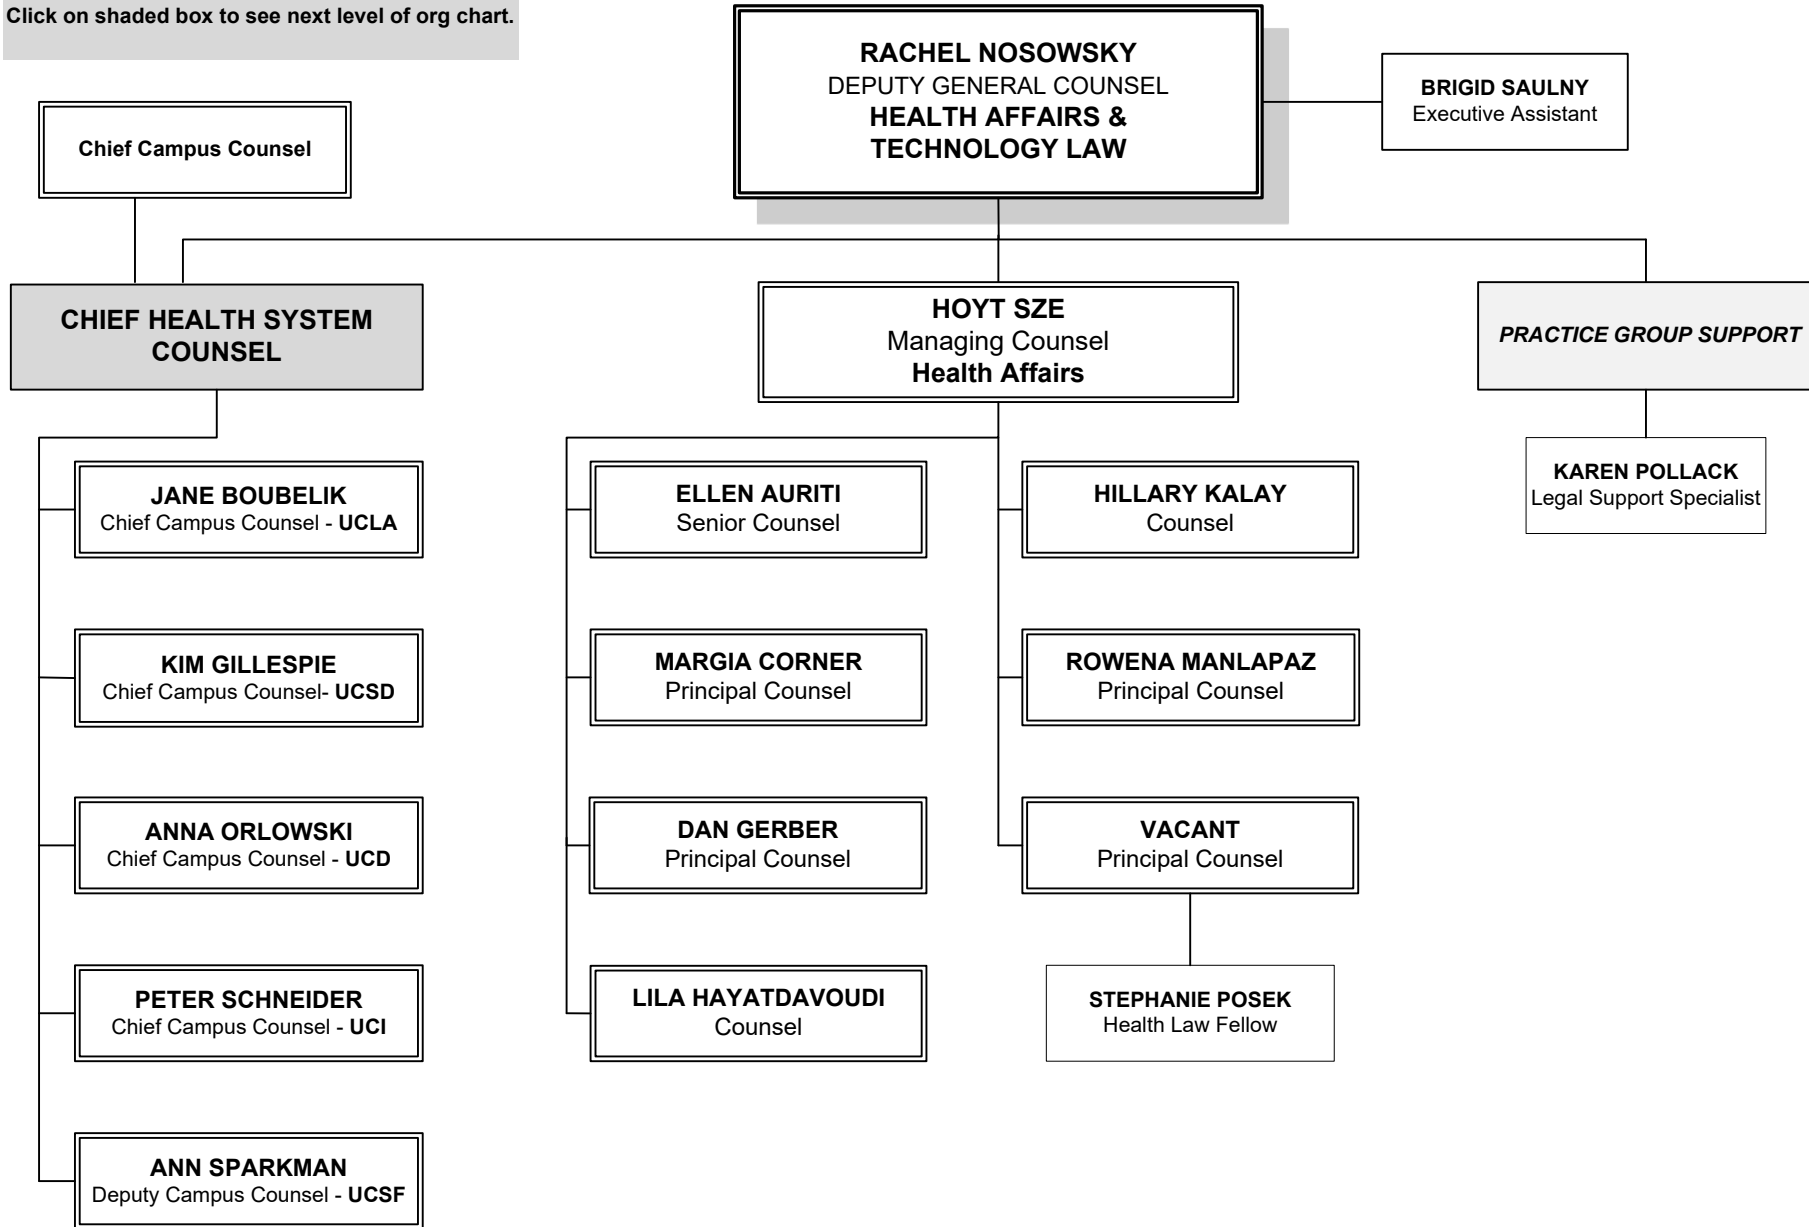 Click on shaded box to see next level of org chart.
RACHEL NOSOWSKY
DEPUTY GENERAL COUNSEL
HEALTH AFFAIRS &
TECHNOLOGY LAW
BRIGID SAULNY
Executive Assistant
Chief Campus Counsel
CHIEF HEALTH SYSTEM
COUNSEL
HOYT SZE
Managing Counsel
Health Affairs
PRACTICE GROUP SUPPORT
JANE BOUBELIK
Chief Campus Counsel - UCLA
KIM GILLESPIE
Chief Campus Counsel- UCSD
ANNA ORLOWSKI
Chief Campus Counsel - UCD
PETER SCHNEIDER
Chief Campus Counsel - UCI
ANN SPARKMAN
Deputy Campus Counsel - UCSF
ELLEN AURITI
Senior Counsel
MARGIA CORNER
Principal Counsel
DAN GERBER
Principal Counsel
LILA HAYATDAVOUDI
Counsel
HILLARY KALAY
Counsel
ROWENA MANLAPAZ
Principal Counsel
VACANT
Principal Counsel
STEPHANIE POSEK
Health Law Fellow
KAREN POLLACK
Legal Support Specialist